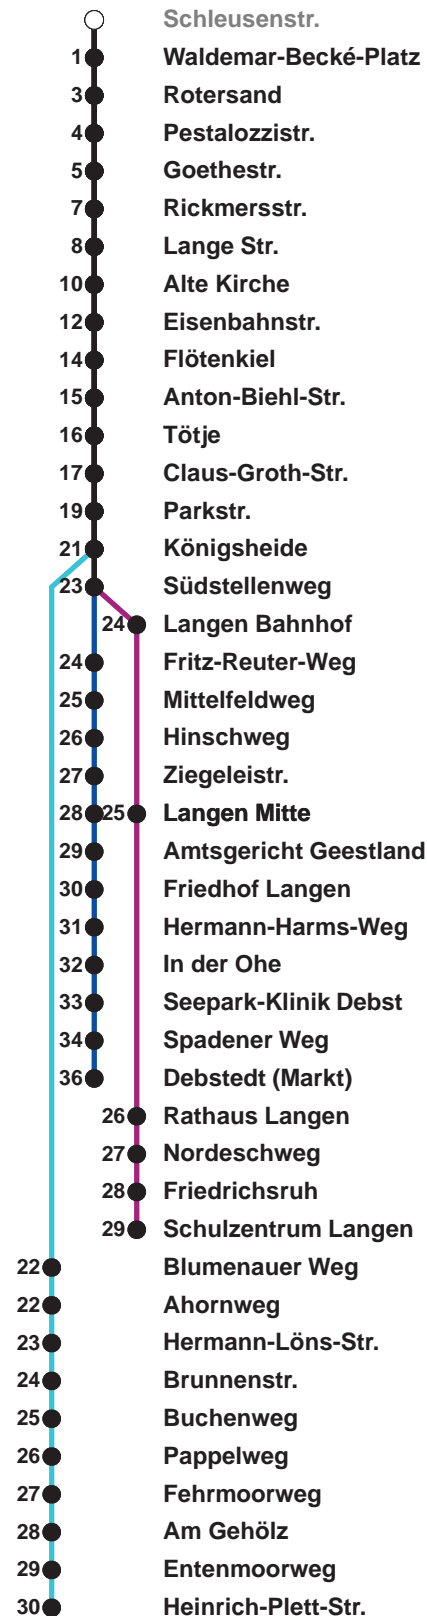 Schleusenstr.
1 Waldemar-Becké-Platz
3 Rotersand
4 Pestalozzistr.
5 Goethestr.
7 Rickmersstr.
8 Lange Str.
10 Alte Kirche
12 Eisenbahnstr.
14 Flötenkiel
15 Anton-Biehl-Str.
16 Tötje
17 Claus-Groth-Str.
19 Parkstr.
21 Königsheide
23 Südstellenweg
24 Langen Bahnhof
24 Fritz-Reuter-Weg
25 Mittelfeldweg
26 Hinschweg
27 Ziegeleistr.
28 25 Langen Mitte
29 Amtsgericht Geestland
30 Friedhof Langen
31 Hermann-Harms-Weg
32 In der Ohe
33 Seepark-Klinik Debst
34 Spadener Weg
36 Debstedt (Markt)
26 Rathaus Langen
27 Nordeschweg
28 Friedrichsruh
29 Schulzentrum Langen
22 Blumenauer Weg
22 Ahornweg
23 Hermann-Löns-Str.
24 Brunnenstr.
25 Buchenweg
26 Pappelweg
27 Fehrmoorweg
28 Am Gehölz
29 Entenmoorweg
30 Heinrich-Plett-Str.